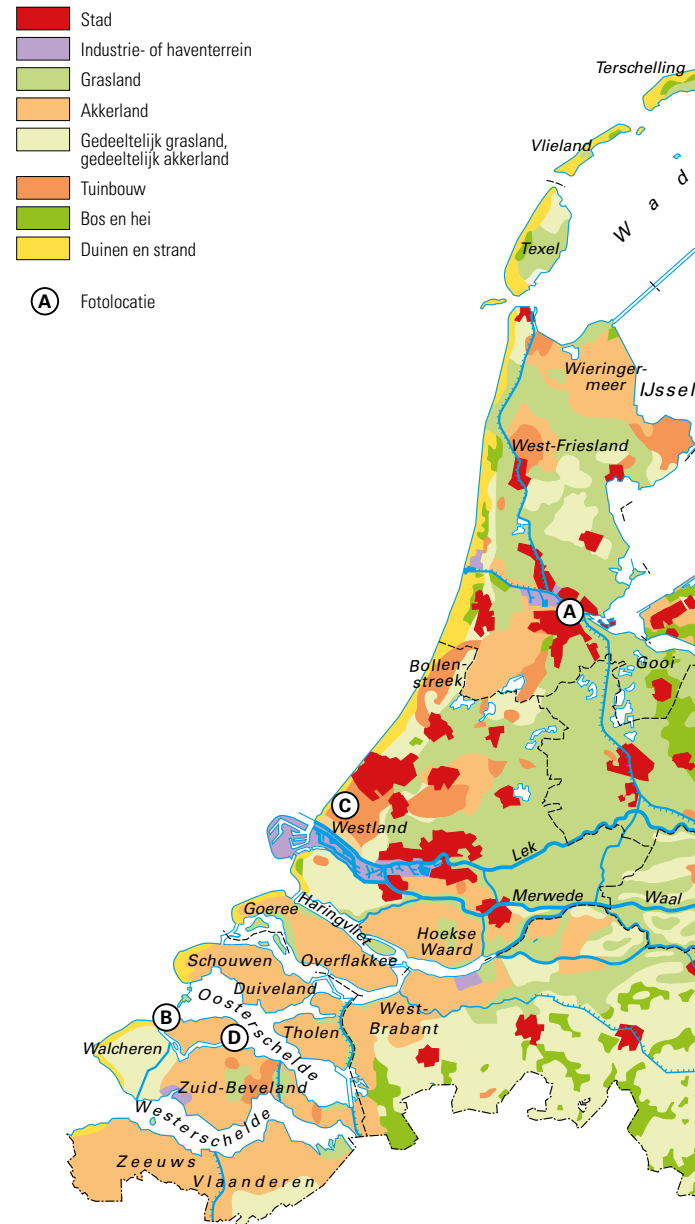 Stad
Industrie- of haventerrein
Grasland
Akkerland
Gedeeltelijk grasland,
gedeeltelijk akkerland
Tuinbouw
Bos en hei
Duinen en strand
A Fotolocatie
Terschelling
Vlieland
W a d
Texel
Wieringer-
meer
IJssel
West-Friesland
A
Bollen-
streek
Gooi
C
Westland
Lek
Merwede
Waal
Goeree
Haringvliet
Hoekse
Waard
Schouwen
Overflakkee
Duiveland
Oosterschelde
West-
Brabant
B
D
Tholen
Walcheren
Zuid-Beveland
Westerschelde
Zeeuws
Vlaanderen